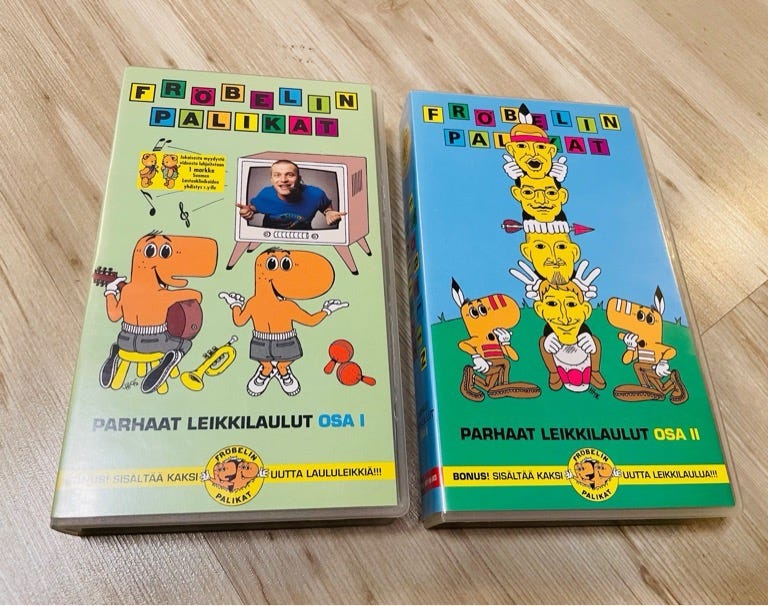 FRÖBELIN
PALIKAT
Jokaisesta myydystä
videosta lahjoitetaan
1 markka
Suomen
Lastenklinikoiden
yhdistys r.y:lle
PARHAAT LEIKKILAULUT OSA I
BONUS! SISÄLTÄÄ KAKSI UUTTA LAULULEIKKIÄ!!!
FRÖBELIN
PALIKAT
FRÖBELIN
PALIKAT
PARHAAT LEIKKILAULUT OSA II
BONUS! SISÄLTÄÄ KAKSI UUTTA LEIKKILAULUA!!!
FRÖBELIN
PALIKAT